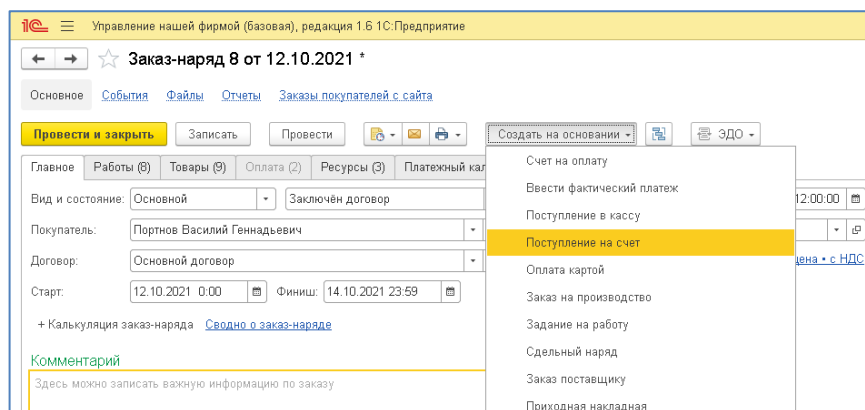 1С Управление нашей фирмой (базовая), редакция 1.6 1С:Предприятие
Заказ-наряд 8 от 12.10.2021 *
Основное События Файлы Отчеты Заказы покупателей с сайта
Провести и закрыть Записать Провести Создать на основании ЭДО
Главное Работы (8) Товары (9) Оплата (2) Ресурсы (3) Платежный кал
Счет на оплату
Ввести фактический платеж
Вид и состояние: Основной Заключён договор 12:00:00
Поступление в кассу
Покупатель: Портнов Василий Геннадьевич
Поступление на счет
Договор: Основной договор цена • с НДС
Оплата картой
Старт: 12.10.2021 0:00 Финиш: 14.10.2021 23:59
Заказ на производство
+ Калькуляция заказ-наряда Сводно о заказ-наряде
Задание на работу
Сдельный наряд
Комментарий
Здесь можно записать важную информацию по заказу
Заказ поставщику
Приходная накладная